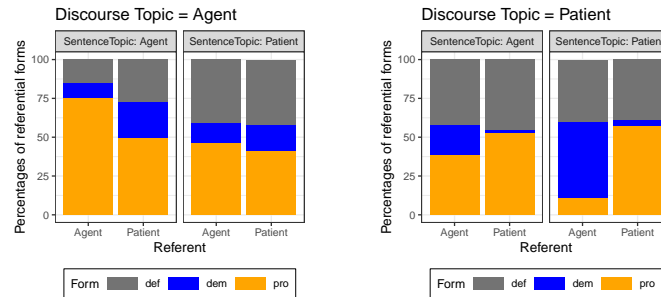 Discourse Topic = Agent
SentenceTopic: Agent
SentenceTopic: Patient
Percentages of referential forms
100
75
50
25
0
Agent
Patient
Agent
Patient
Referent
Form
def
dem
pro
Discourse Topic = Patient
SentenceTopic: Agent
SentenceTopic: Patien
Percentages of referential forms
100
75
50
25
0
Agent
Patient
Agent
Patient
Referent
Form
def
dem
pro